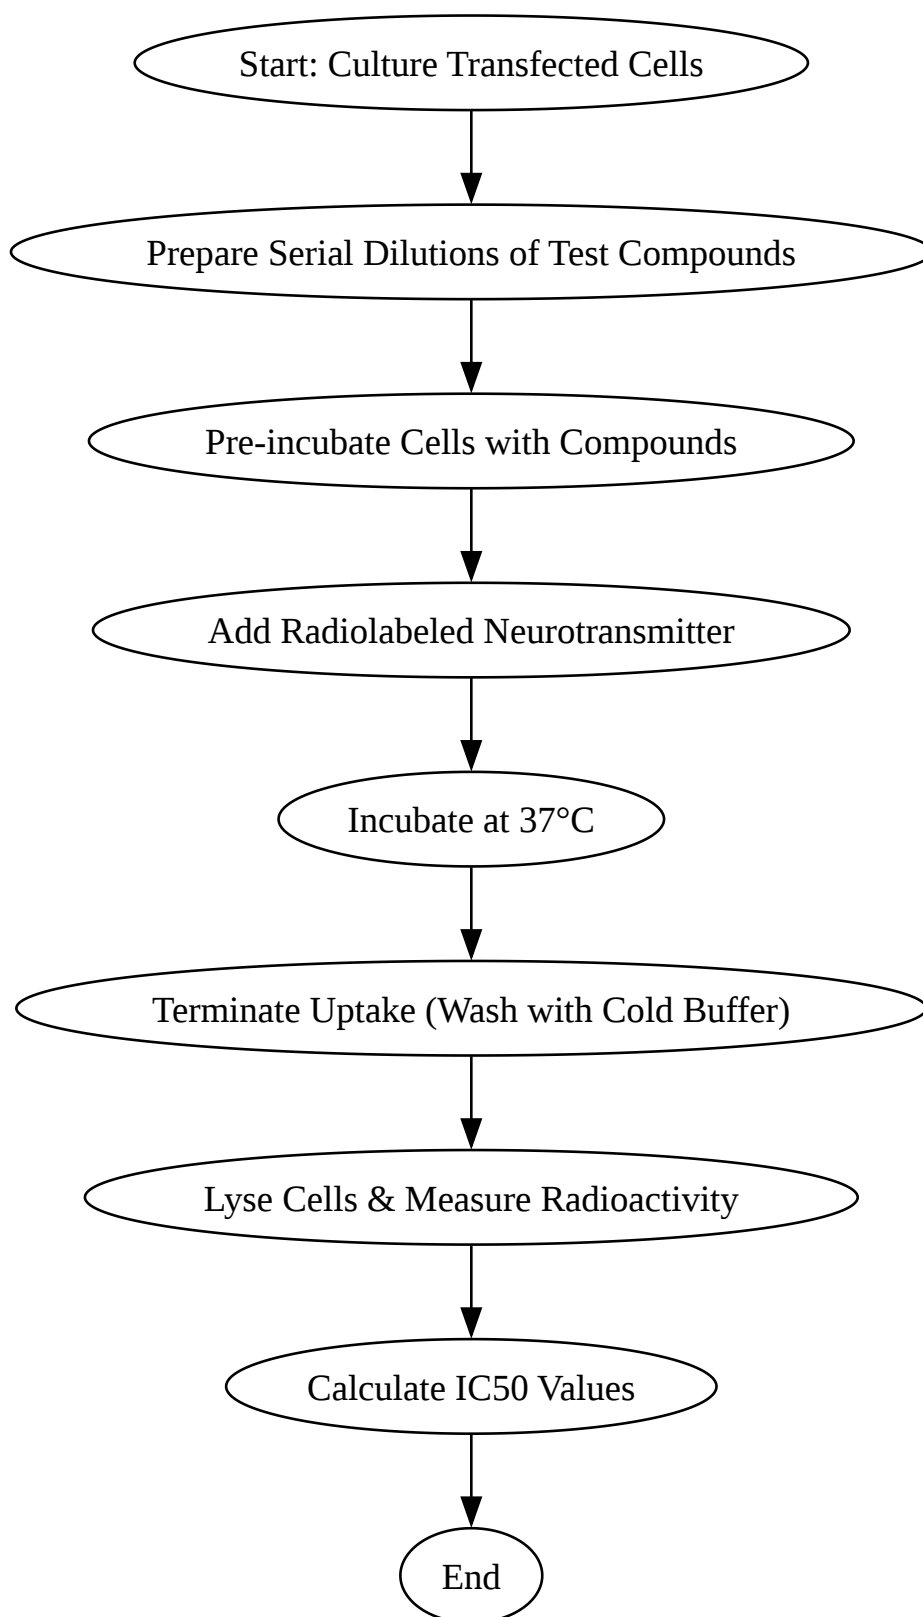 Start: Culture Transfected Cells
Prepare Serial Dilutions of Test Compounds
Pre-incubate Cells with Compounds
Add Radiolabeled Neurotransmitter
Incubate at 37°C
Terminate Uptake (Wash with Cold Buffer)
Lyse Cells & Measure Radioactivity
Calculate IC50 Values
End